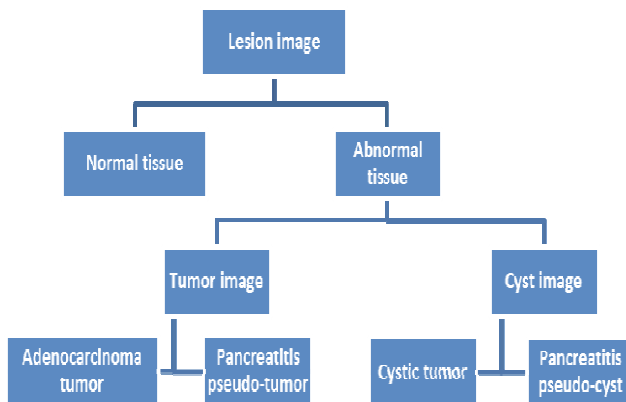 Lesion image
Normal tissue
Abnormal
tissue
Tumor image
Cyst image
Adenocarcinoma
tumor
Pancreatitis
pseudo-tumor
Cystic tumor
Pancreatitis
pseudo-cyst